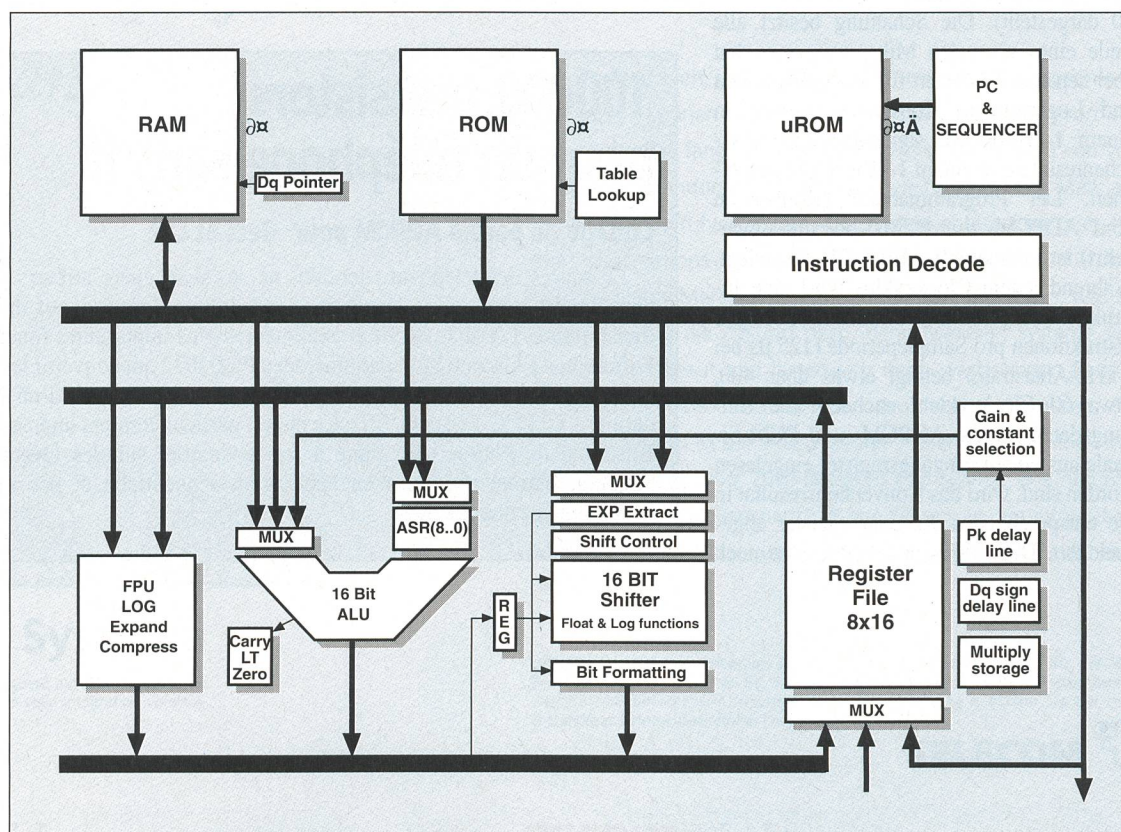 RAM
∂¤
Dq Pointer
ROM
∂¤
Table
Lookup
uROM
∂¤Ä
PC
&
SEQUENCER
Instruction Decode
Gain &
constant
selection
MUX
MUX
ASR(8..0)
MUX
EXP Extract
Shift Control
16 BIT
Shifter
Float & Log functions
Bit Formatting
REG
FPU
LOG
Expand
Compress
16 Bit
ALU
Carry
LT
Zero
Register
File
8x16
MUX
Pk delay
line
Dq sign
delay line
Multiply
storage